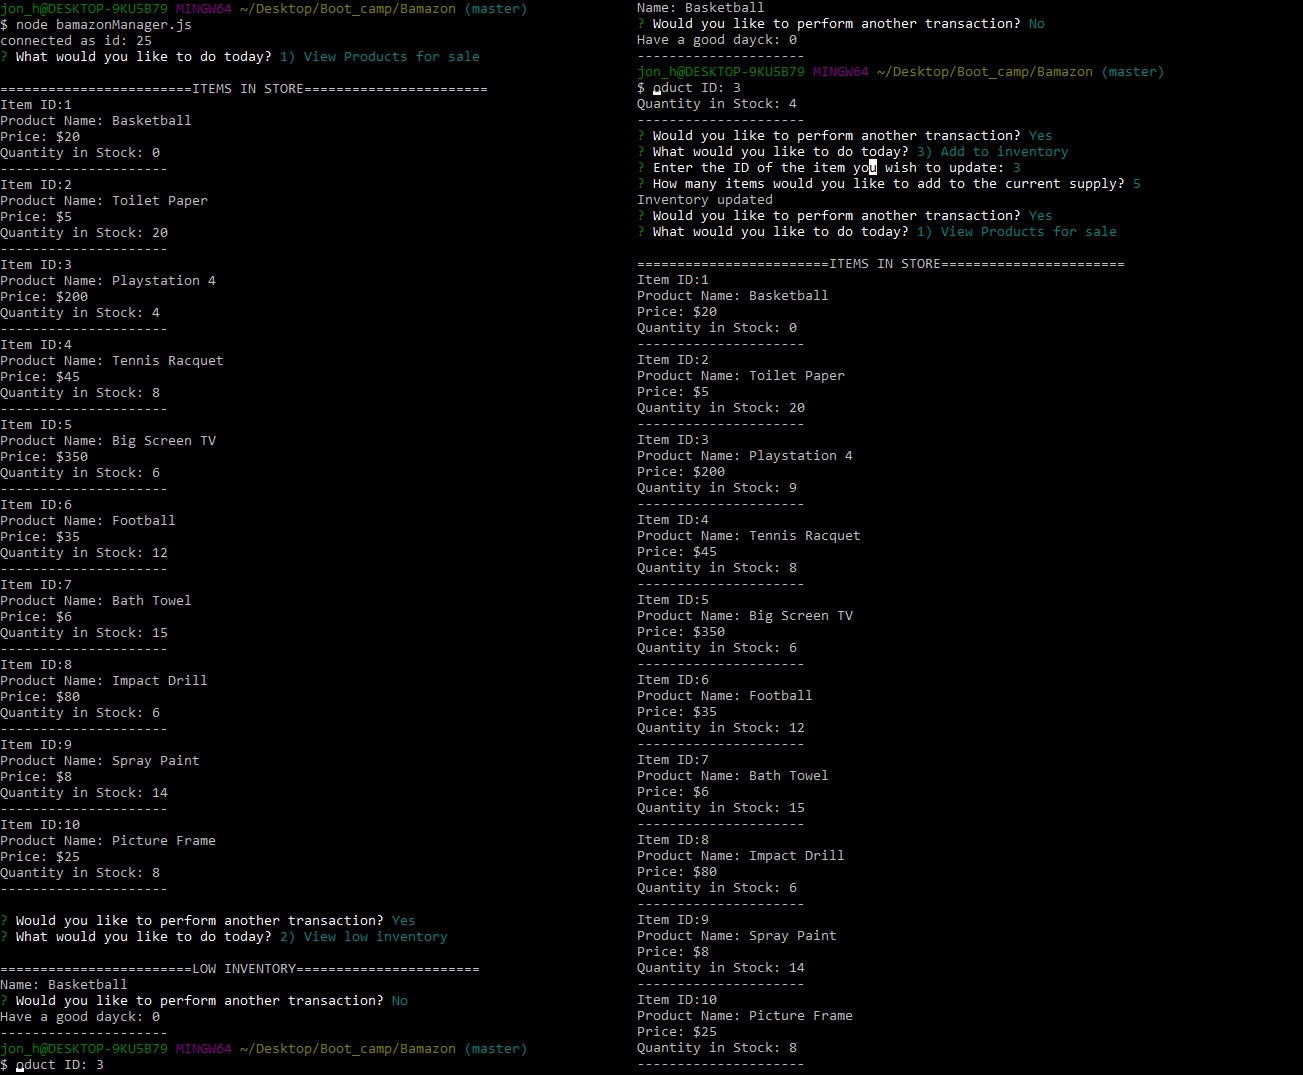 jon_h@DESKTOP-9KU5B79 MINGW64 ~/Desktop/Boot_camp/Bamazon (master)
$ node bamazonManager.js
connected as id: 25
? What would you like to do today? 1) View Products for sale
========================ITEMS IN STORE=======================
Item ID:1
Product Name: Basketball
Price: $20
Quantity in Stock: 0
---------------------
Item ID:2
Product Name: Toilet Paper
Price: $5
Quantity in Stock: 20
---------------------
Item ID:3
Product Name: Playstation 4
Price: $200
Quantity in Stock: 4
---------------------
Item ID:4
Product Name: Tennis Racquet
Price: $45
Quantity in Stock: 8
---------------------
Item ID:5
Product Name: Big Screen TV
Price: $350
Quantity in Stock: 6
---------------------
Item ID:6
Product Name: Football
Price: $35
Quantity in Stock: 12
---------------------
Item ID:7
Product Name: Bath Towel
Price: $6
Quantity in Stock: 15
---------------------
Item ID:8
Product Name: Impact Drill
Price: $80
Quantity in Stock: 6
---------------------
Item ID:9
Product Name: Spray Paint
Price: $8
Quantity in Stock: 14
---------------------
Item ID:10
Product Name: Picture Frame
Price: $25
Quantity in Stock: 8
---------------------
? Would you like to perform another transaction? Yes
? What would you like to do today? 2) View low inventory
========================LOW INVENTORY=======================
Name: Basketball
? Would you like to perform another transaction? No
Have a good dayck: 0
---------------------
jon_h@DESKTOP-9KU5B79 MINGW64 ~/Desktop/Boot_camp/Bamazon (master)
$ oduct ID: 3
Name: Basketball
? Would you like to perform another transaction? No
Have a good dayck: 0
---------------------
jon_h@DESKTOP-9KU5B79 MINGW64 ~/Desktop/Boot_camp/Bamazon (master)
$ oduct ID: 3
Quantity in Stock: 4
---------------------
? Would you like to perform another transaction? Yes
? What would you like to do today? 3) Add to inventory
? Enter the ID of the item you wish to update: 3
? How many items would you like to add to the current supply? 5
Inventory updated
? Would you like to perform another transaction? Yes
? What would you like to do today? 1) View Products for sale
========================ITEMS IN STORE=======================
Item ID:1
Product Name: Basketball
Price: $20
Quantity in Stock: 0
---------------------
Item ID:2
Product Name: Toilet Paper
Price: $5
Quantity in Stock: 20
---------------------
Item ID:3
Product Name: Playstation 4
Price: $200
Quantity in Stock: 9
---------------------
Item ID:4
Product Name: Tennis Racquet
Price: $45
Quantity in Stock: 8
---------------------
Item ID:5
Product Name: Big Screen TV
Price: $350
Quantity in Stock: 6
---------------------
Item ID:6
Product Name: Football
Price: $35
Quantity in Stock: 12
---------------------
Item ID:7
Product Name: Bath Towel
Price: $6
Quantity in Stock: 15
---------------------
Item ID:8
Product Name: Impact Drill
Price: $80
Quantity in Stock: 6
---------------------
Item ID:9
Product Name: Spray Paint
Price: $8
Quantity in Stock: 14
---------------------
Item ID:10
Product Name: Picture Frame
Price: $25
Quantity in Stock: 8
---------------------